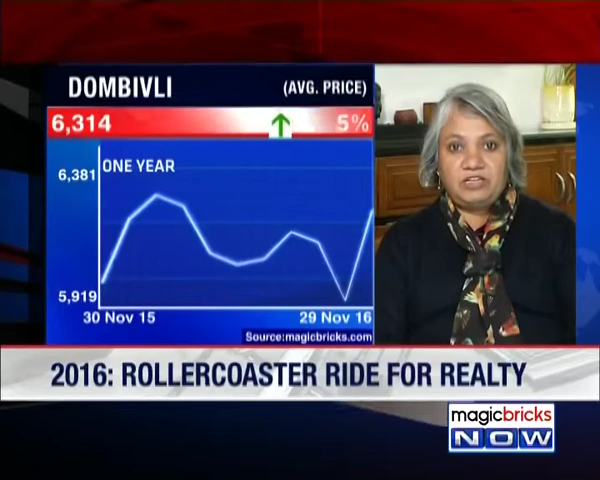 DOMBIVLI (AVG. PRICE)
6,314 5%
ONE YEAR
6,381
5,919
30 Nov 15 29 Nov 16
Source:magicbricks.com
2016: ROLLERCOASTER RIDE FOR REALTY
magicbricks
NOW